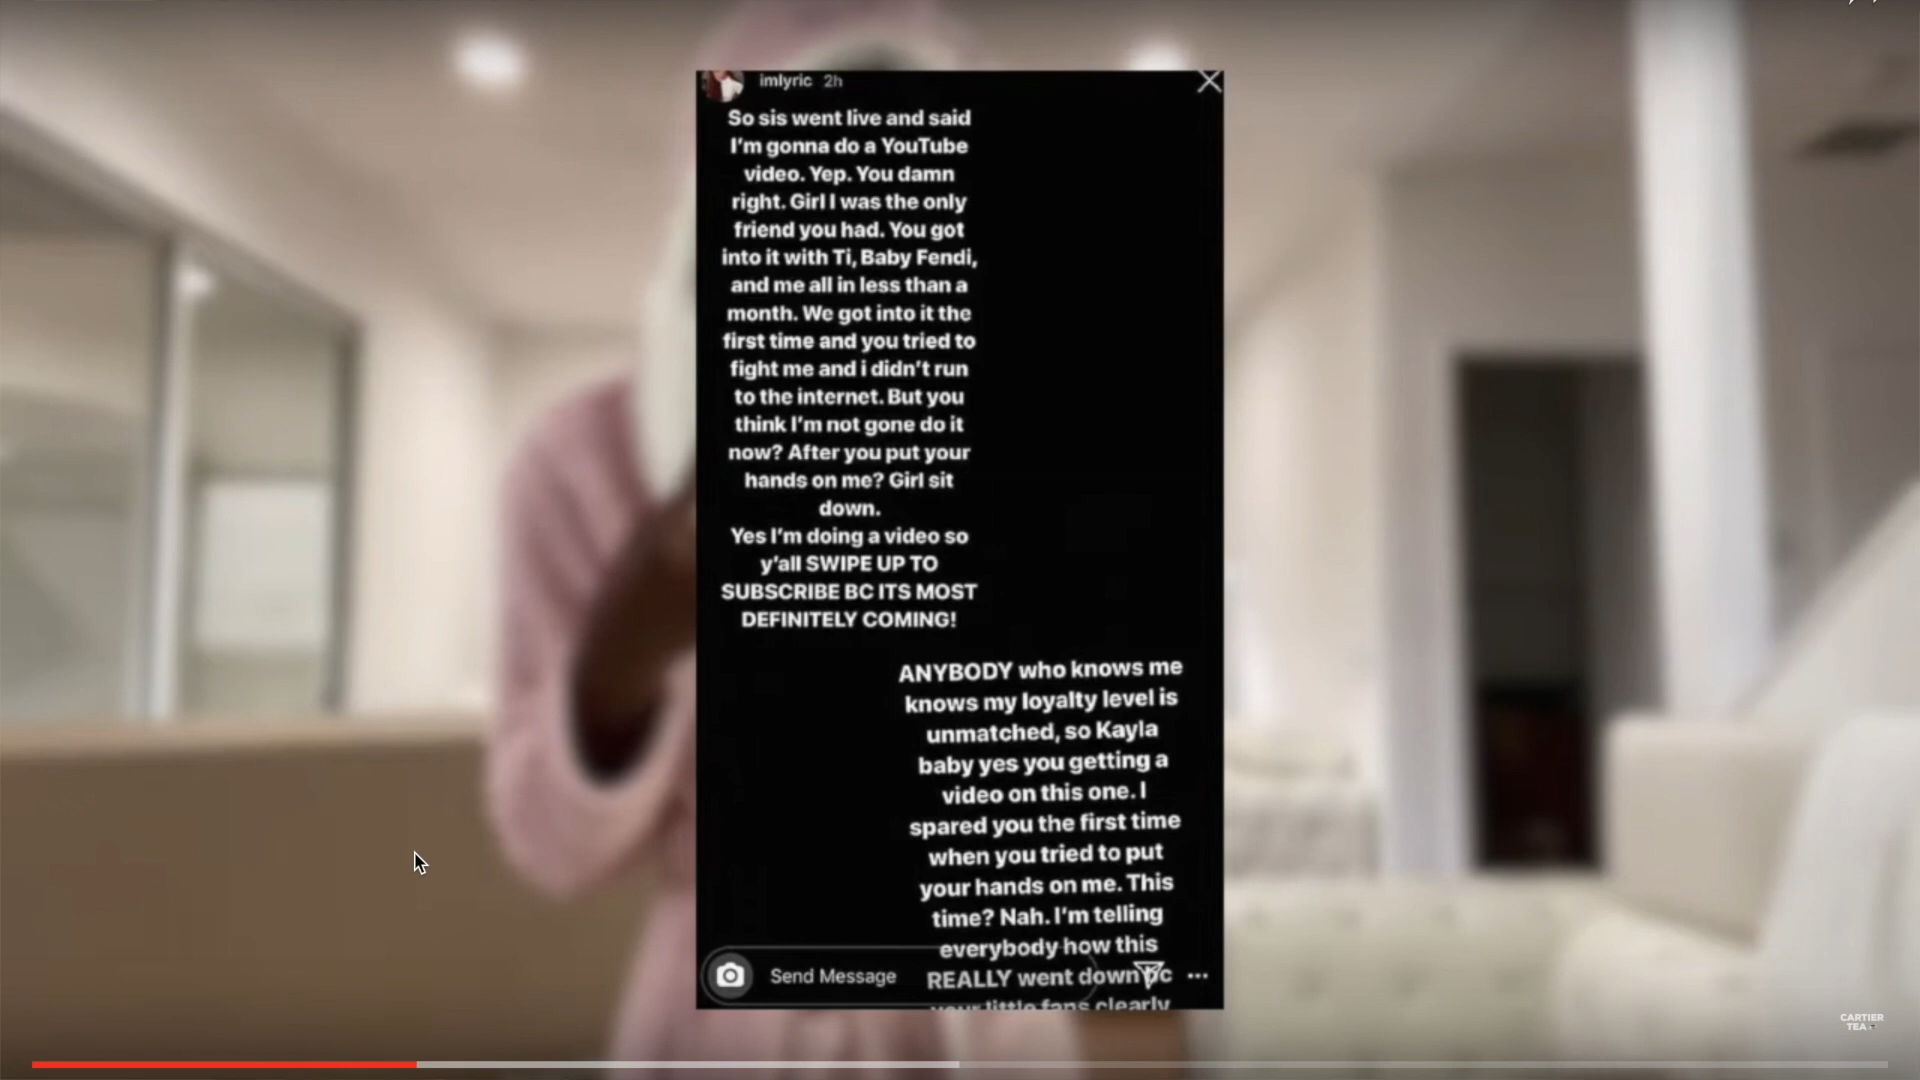 imlyric 2h
So sis went live and said
I'm gonna do a YouTube
video. Yep. You damn
right. Girl I was the only
friend you had. You got
into it with Ti, Baby Fendi,
and me all in less than a
month. We got into it the
first time and you tried to
fight me and i didn't run
to the internet. But you
think I'm not gone do it
now? After you put your
hands on me? Girl sit
down.
Yes I'm doing a video so
y'all SWIPE UP TO
SUBSCRIBE BC ITS MOST
DEFINITELY COMING!
ANYBODY who knows me
knows my loyalty level is
unmatched, so Kayla
baby yes you getting a
video on this one. I
spared you the first time
when you tried to put
your hands on me. This
time? Nah. I'm telling
everybody how this
REALLY went down bc
your little fans clearly
Send Message
CARTIER
TEA